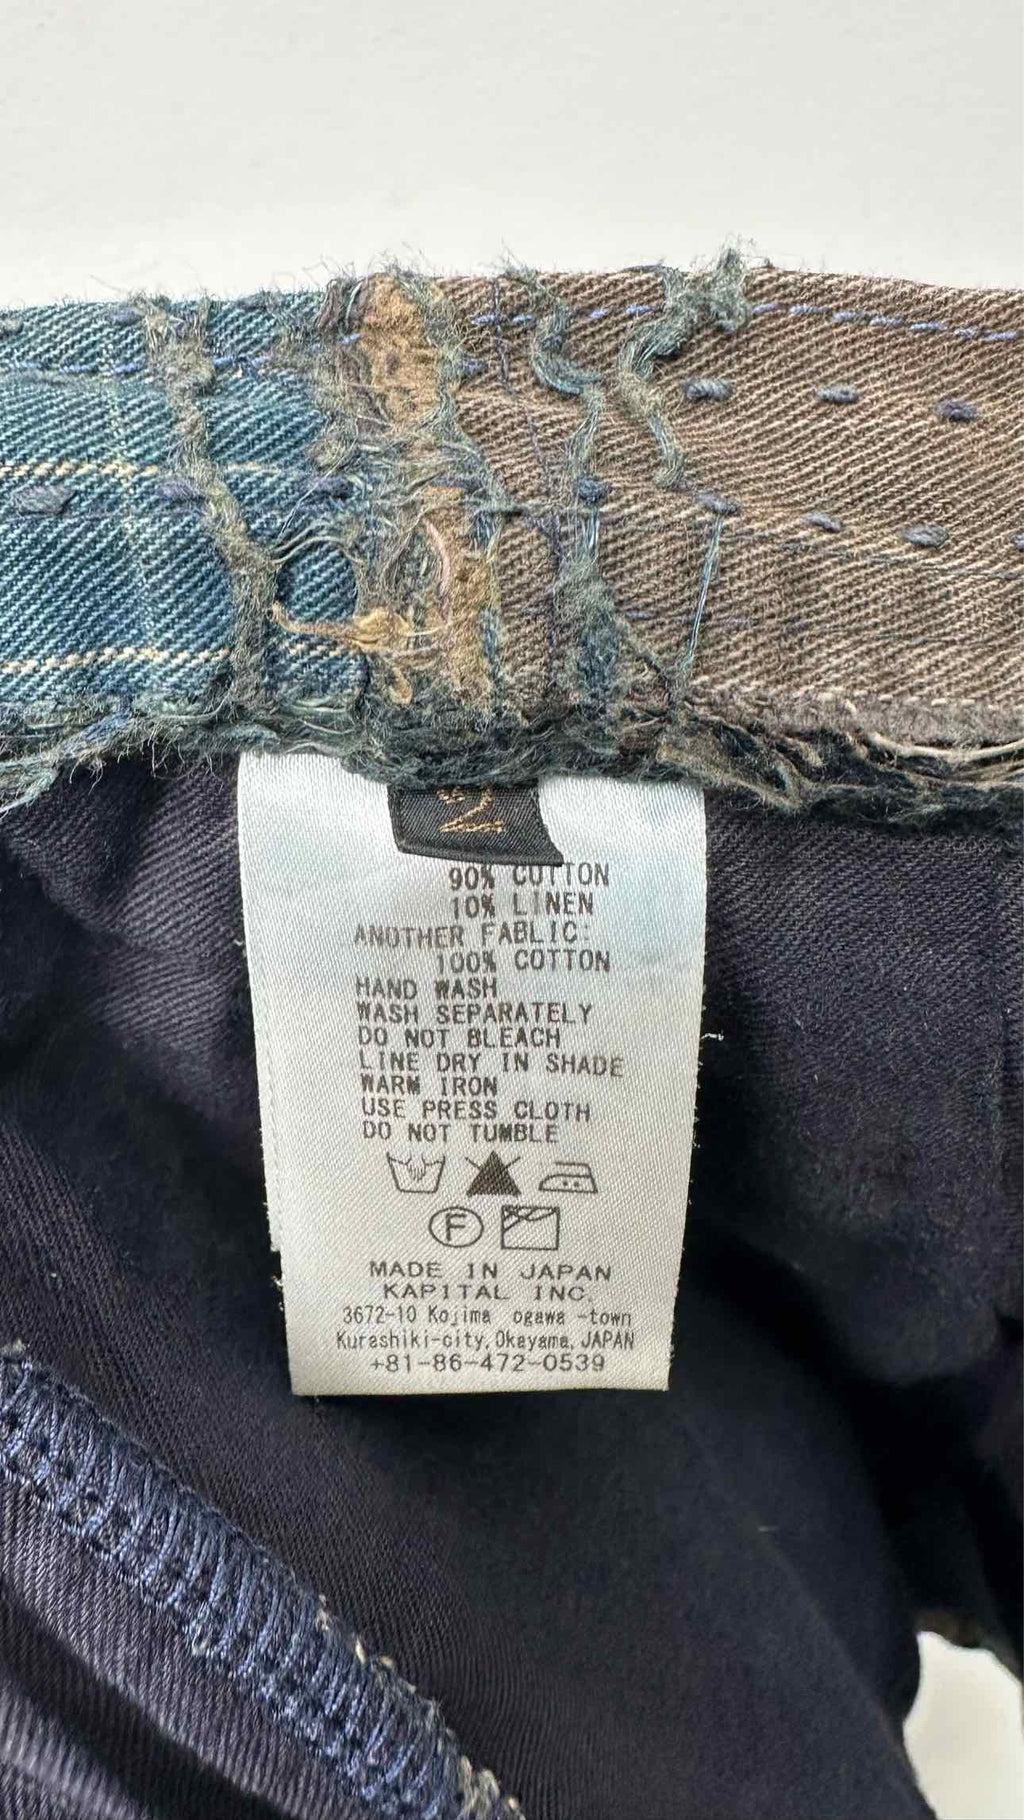 2
90% COTTON
10% LINEN
ANOTHER FABLIC:
100% COTTON
HAND WASH
WASH SEPARATELY
DO NOT BLEACH
LINE DRY IN SHADE
WARM IRON
USE PRESS CLOTH
DO NOT TUMBLE
F
MADE IN JAPAN
KAPITAL INC.
3672-10 Kojima ogawa -town
Kurashiki-city,Okayama,JAPAN
+81-86-472-0539